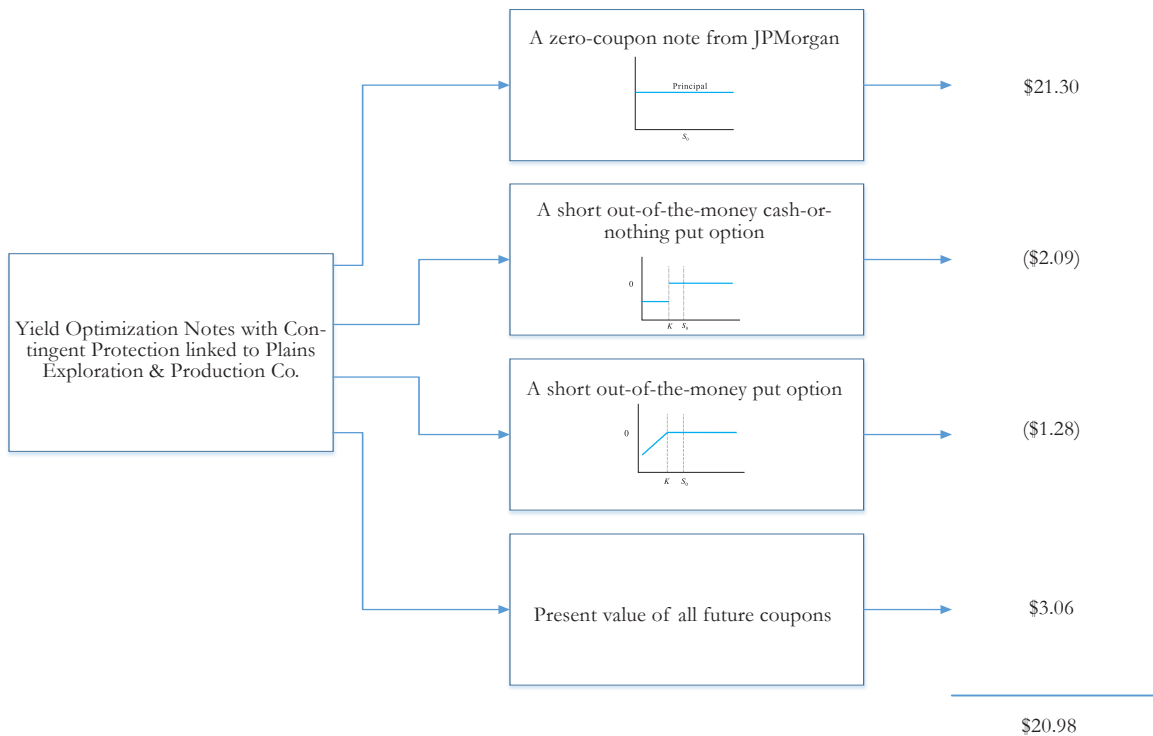 A zero-coupon note from JPMorgan
Principal
S0
$21.30
A short out-of-the-money cash-or-
nothing put option
0
K S0
($2.09)
Yield Optimization Notes with Con-
tingent Protection linked to Plains
Exploration & Production Co.
A short out-of-the-money put option
0
K S0
($1.28)
Present value of all future coupons
$3.06
$20.98